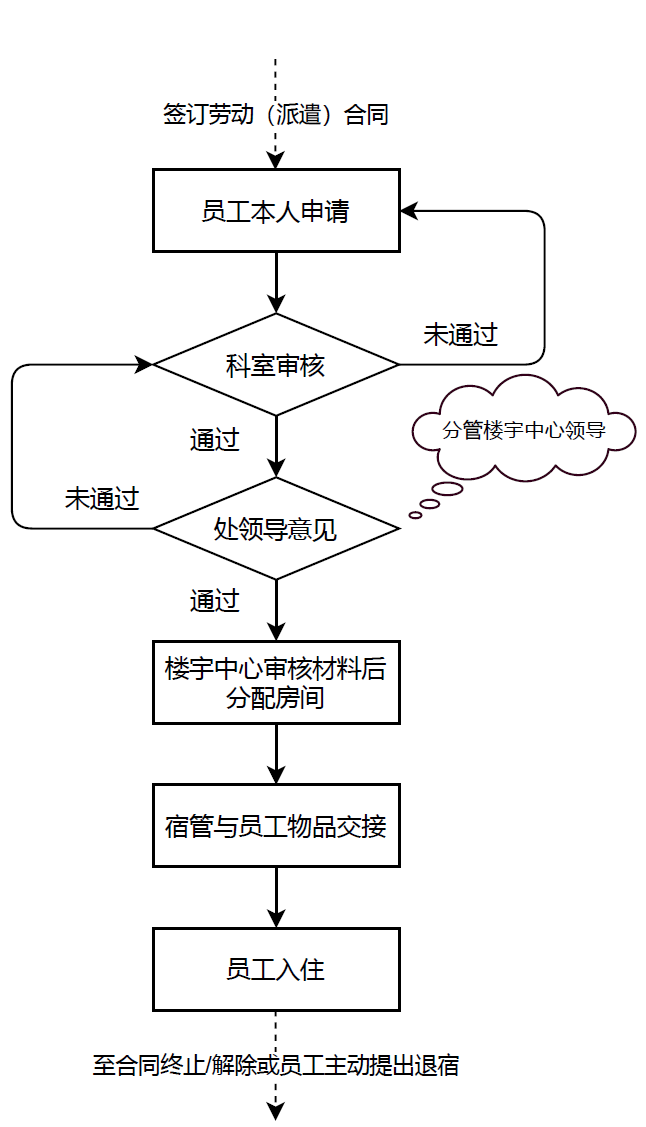 签订劳动（派遣）合同
员工本人申请
未通过
科室审核
通过
分管楼宇中心领导
未通过
处领导意见
通过
楼宇中心审核材料后
分配房间
宿管与员工物品交接
员工入住
至合同终止/解除或员工主动提出退宿